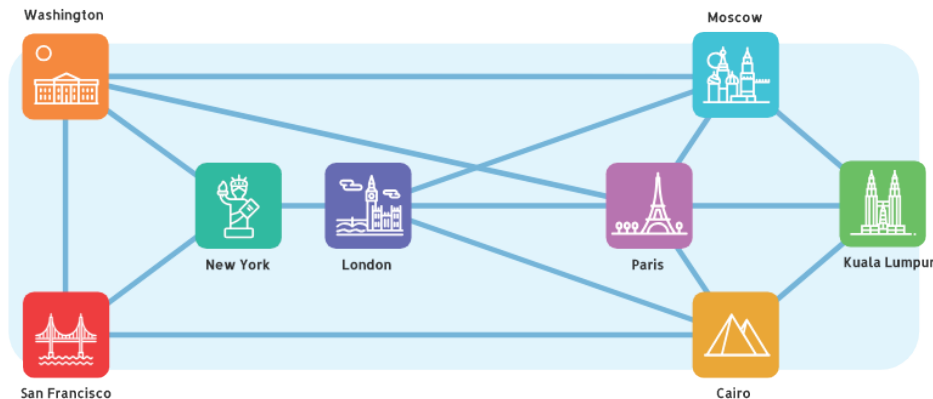 Washington
Moscow
New York
London
Paris
Kuala Lumpur
San Francisco
Cairo